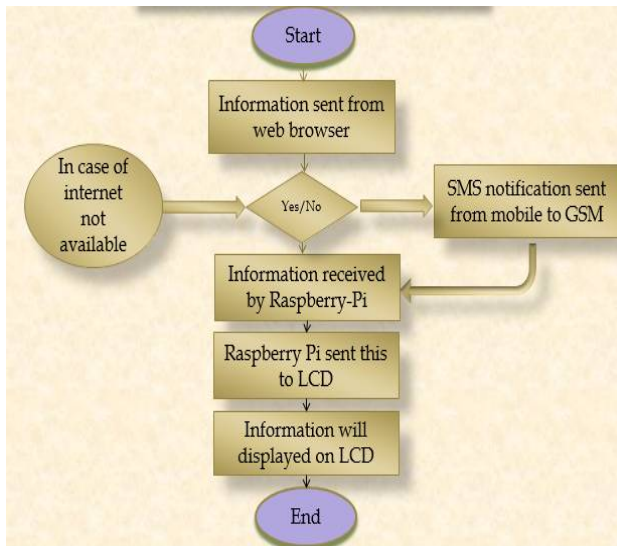 Start
Information sent from
web browser
In case of
internet
not
available
Yes/No
SMS notification sent
from mobile to GSM
Information received
by Raspberry-Pi
Raspberry Pi sent this
to LCD
Information will
displayed on LCD
End